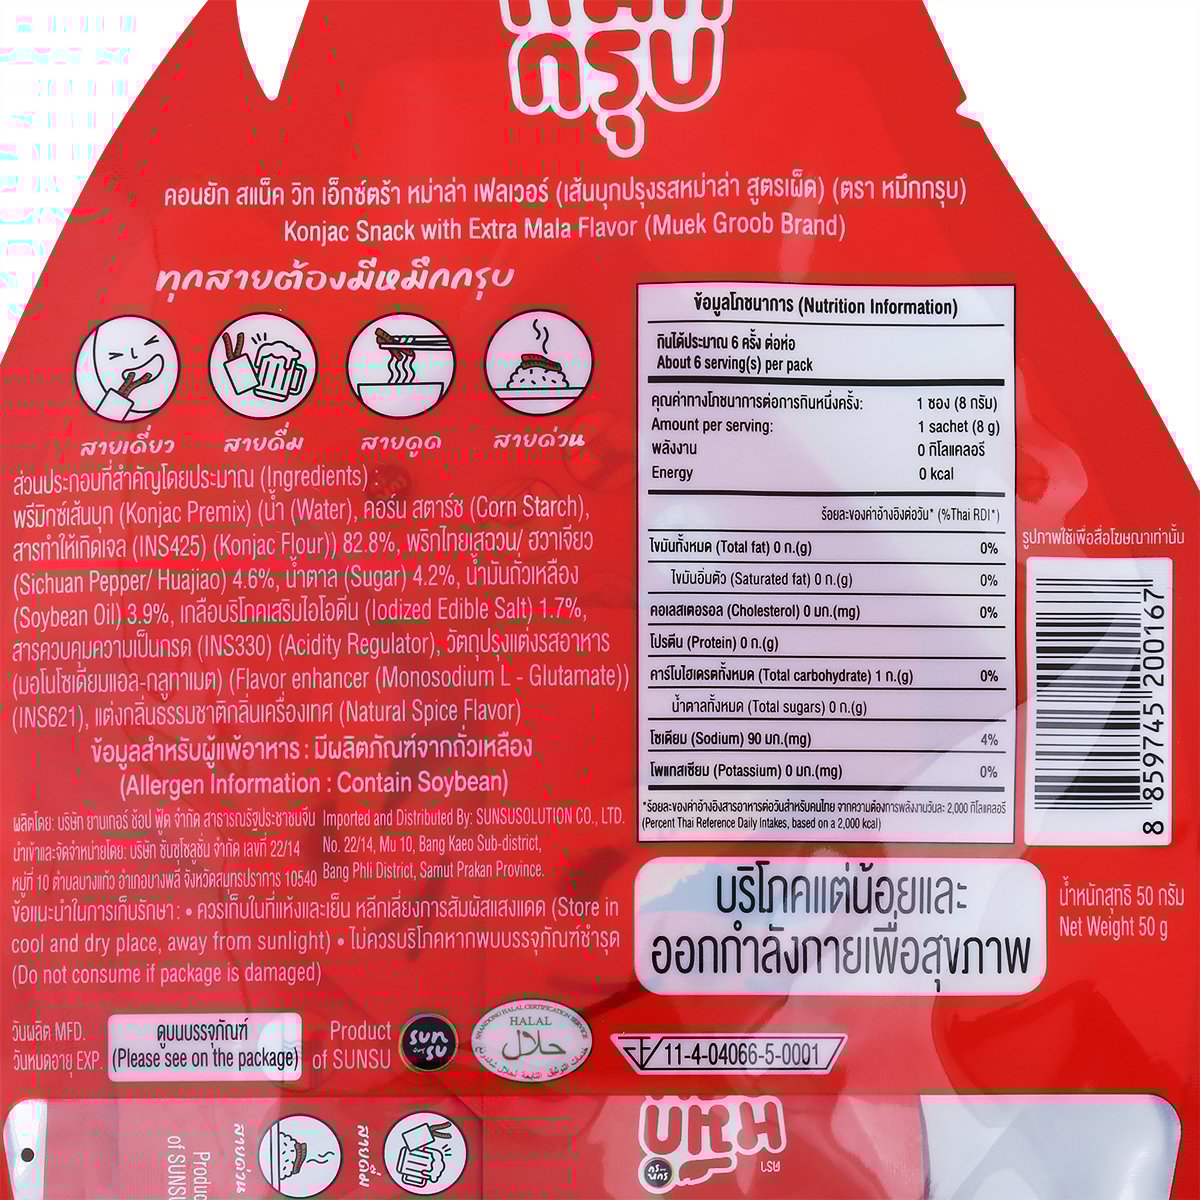 กรุบ
คอนยัก สแน็ค วิท เอ็กซ์ตร้า หม่าล่า เฟลเวอร์ (เส้นบุกปรุงรสหม่าล่า สูตรเผ็ด) (ตรา หมึกกรุบ)
Konjac Snack with Extra Mala Flavor (Muek Groob Brand)
ทุกสายต้องมีหมึกกรุบ
สายเคี้ยว
สายดื่ม
สายดูด
สายด่วน
ส่วนประกอบที่สำคัญโดยประมาณ (Ingredients) :
พรีมิกซ์เส้นบุก (Konjac Premix) (น้ำ (Water), คอร์น สตาร์ช (Corn Starch),
สารทำให้เกิดเจล (INS425) (Konjac Flour)) 82.8%, พริกไทยเสฉวน/ ฮวาเจียว
(Sichuan Pepper/ Huajiao) 4.6%, น้ำตาล (Sugar) 4.2%, น้ำมันถั่วเหลือง
(Soybean Oil) 3.9%, เกลือบริโภคเสริมไอโอดีน (Iodized Edible Salt) 1.7%,
สารควบคุมความเป็นกรด (INS330) (Acidity Regulator), วัตถุปรุงแต่งรสอาหาร
(มอโนโซเดียมแอล-กลูทาเมต) (Flavor enhancer (Monosodium L - Glutamate))
(INS621), แต่งกลิ่นธรรมชาติกลิ่นเครื่องเทศ (Natural Spice Flavor)
ข้อมูลสำหรับผู้แพ้อาหาร : มีผลิตภัณฑ์จากถั่วเหลือง
(Allergen Information : Contain Soybean)
ผลิตโดย: บริษัท ยานเกอร์ ช้อป ฟู้ด จำกัด สาธารณรัฐประชาชนจีน
นำเข้าและจัดจำหน่ายโดย: บริษัท ซันซุโซลูชั่น จำกัด เลขที่ 22/14
หมู่ที่ 10 ตำบลบางแก้ว อำเภอบางพลี จังหวัดสมุทรปราการ 10540
Imported and Distributed By: SUNSUSOLUTION CO., LTD.
No. 22/14, Mu 10, Bang Kaeo Sub-district,
Bang Phli District, Samut Prakan Province.
ข้อแนะนำในการเก็บรักษา : • ควรเก็บในที่แห้งและเย็น หลีกเลี่ยงการสัมผัสแสงแดด (Store in
cool and dry place, away from sunlight) • ไม่ควรบริโภคหากพบบรรจุภัณฑ์ชำรุด
(Do not consume if package is damaged)
วันผลิต MFD.
วันหมดอายุ EXP.
ดูบนบรรจุภัณฑ์
(Please see on the package)
Product
of SUNSU
sun
su
SHANDONG HALAL CERTIFICATION SERVICE
HALAL
حلال
11-4-04066-5-0001
ข้อมูลโภชนาการ (Nutrition Information)
กินได้ประมาณ 6 ครั้ง ต่อห่อ
About 6 serving(s) per pack
คุณค่าทางโภชนาการต่อการกินหนึ่งครั้ง: 1 ซอง (8 กรัม)
Amount per serving: 1 sachet (8 g)
พลังงาน 0 กิโลแคลอรี
Energy 0 kcal
ร้อยละของค่าอ้างอิงต่อวัน* (%Thai RDI*)
ไขมันทั้งหมด (Total fat) 0 ก.(g) 0%
ไขมันอิ่มตัว (Saturated fat) 0 ก.(g) 0%
คอเลสเตอรอล (Cholesterol) 0 มก.(mg) 0%
โปรตีน (Protein) 0 ก.(g)
คาร์โบไฮเดรตทั้งหมด (Total carbohydrate) 1 ก.(g) 0%
น้ำตาลทั้งหมด (Total sugars) 0 ก.(g)
โซเดียม (Sodium) 90 มก.(mg) 4%
โพแทสเซียม (Potassium) 0 มก.(mg) 0%
*ร้อยละของค่าอ้างอิงสารอาหารต่อวันสำหรับคนไทย จากความต้องการพลังงานวันละ 2,000 กิโลแคลอรี
(Percent Thai Reference Daily Intakes, based on a 2,000 kcal)
รูปภาพใช้เพื่อสื่อโฆษณาเท่านั้น
8 859745 200167
บริโภคแต่น้อยและ
ออกกำลังกายเพื่อสุขภาพ
น้ำหนักสุทธิ 50 กรัม
Net Weight 50 g
สายด่วน
สายดื่ม
ตรา